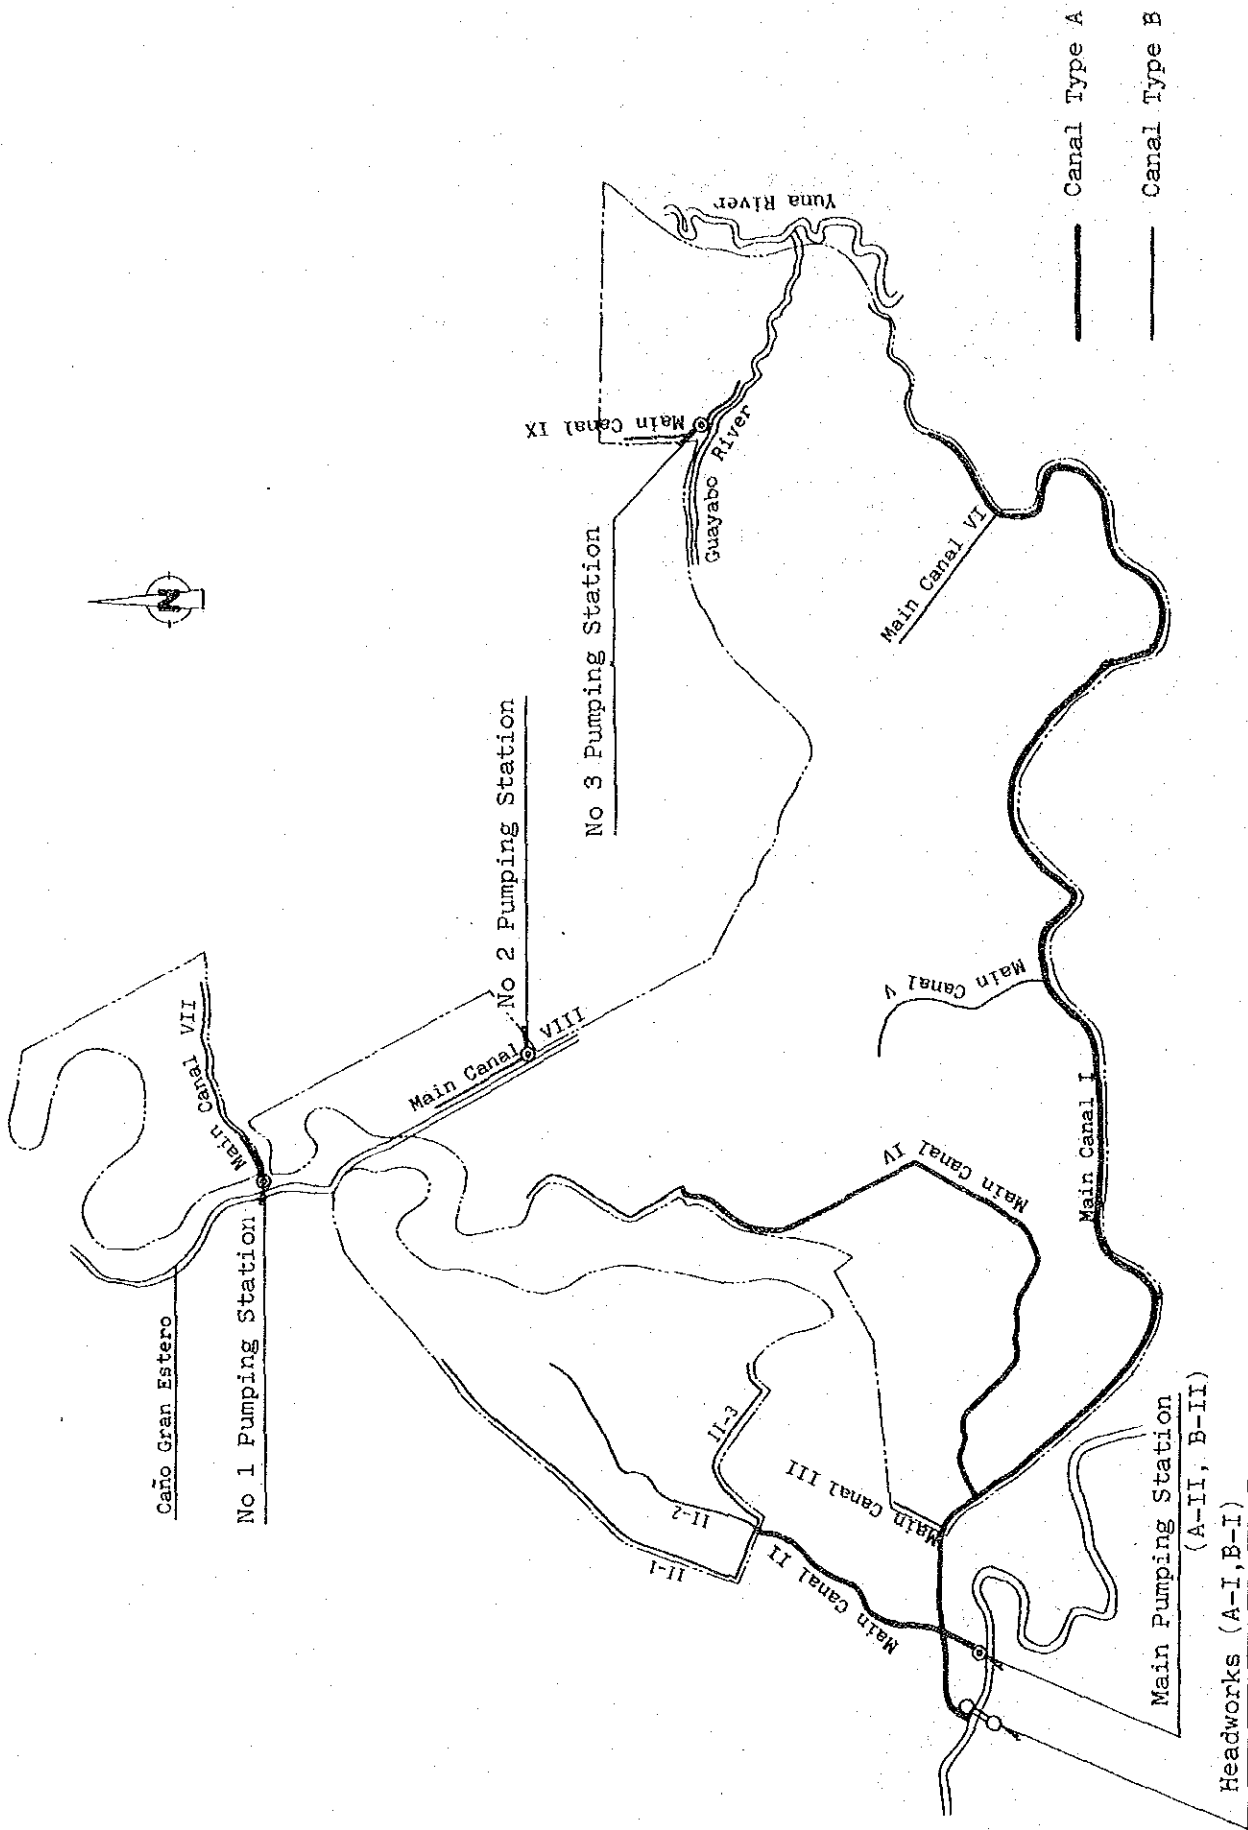 Caño Gran Estero
No 1 Pumping Station
Main Canal VII
N
Main Canal VIII
No 2 Pumping Station
No 3 Pumping Station
Main Canal IX
Guayabo River
Yuna River
II-1
II-2
II-3
Main Canal II
Main Canal III
Main Canal IV
Main Canal V
Main Canal VI
Main Canal I
Main Pumping Station
(A-II, B-II)
Headworks (A-I,B-I)
Canal Type A
Canal Type B